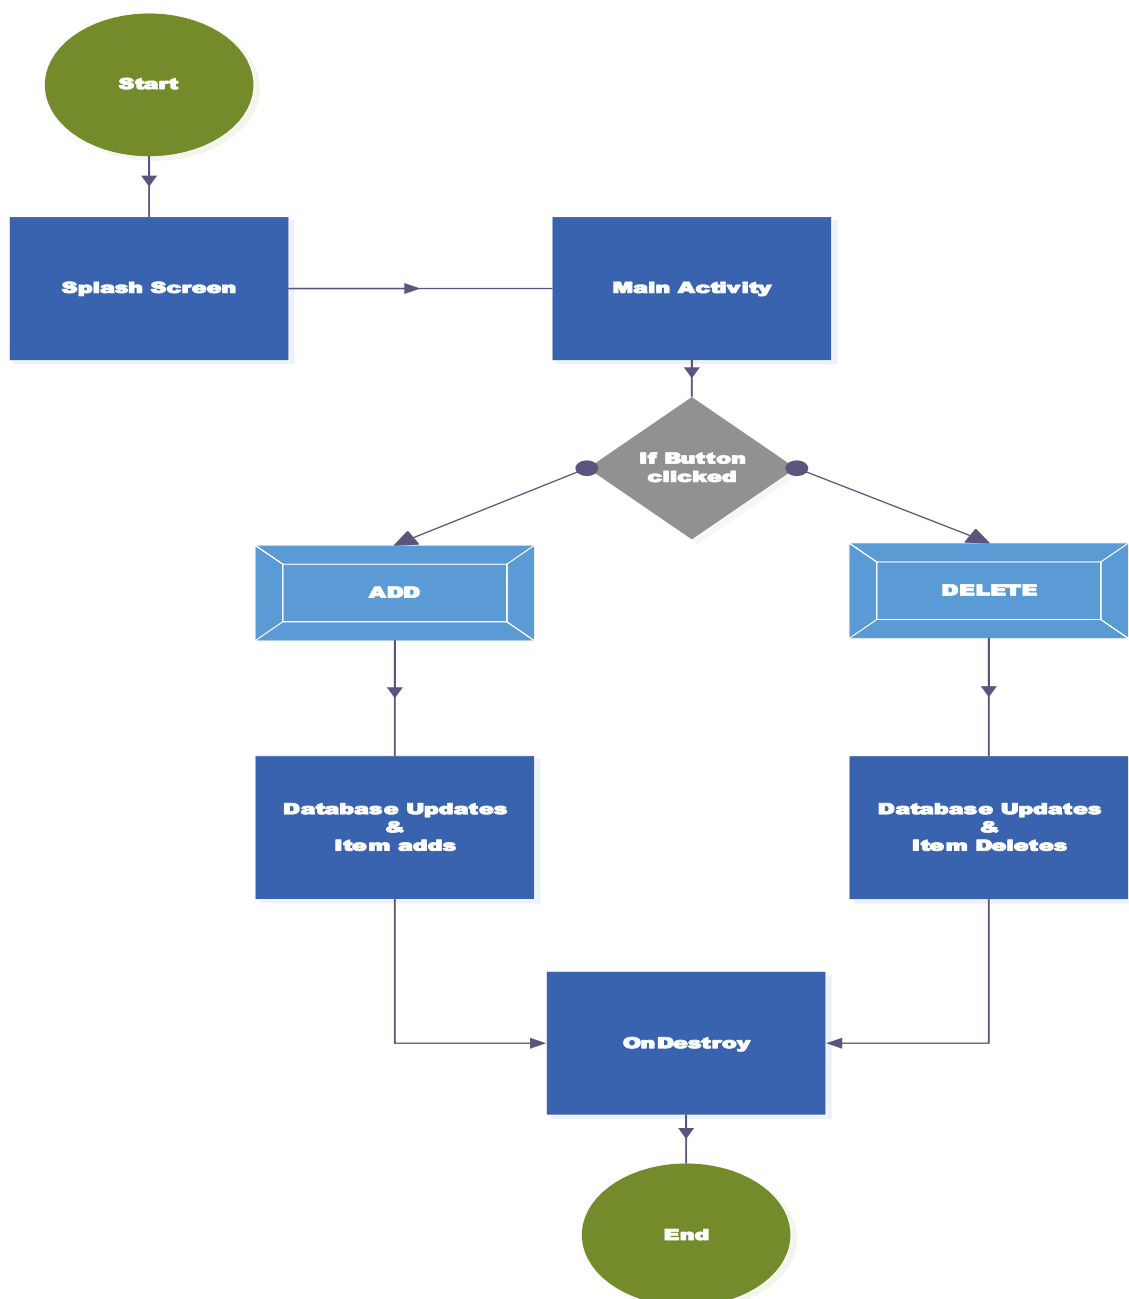 Start
Splash Screen
Main Activity
If Button
clicked
ADD
DELETE
Database Updates
&
Item adds
Database Updates
&
Item Deletes
OnDestroy
End